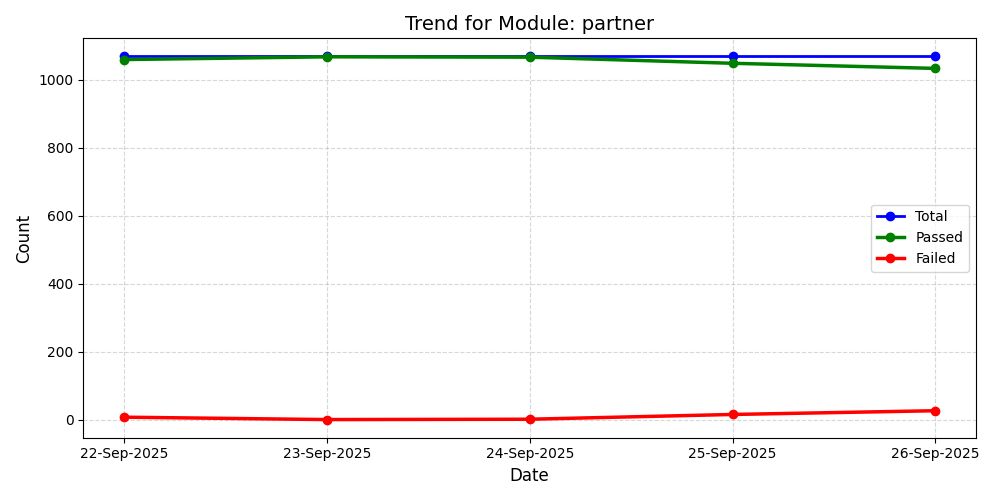 Trend for Module: partner
Count
1000
800
600
400
200
0
Total
Passed
Failed
22-Sep-2025 23-Sep-2025 24-Sep-2025 25-Sep-2025 26-Sep-2025
Date